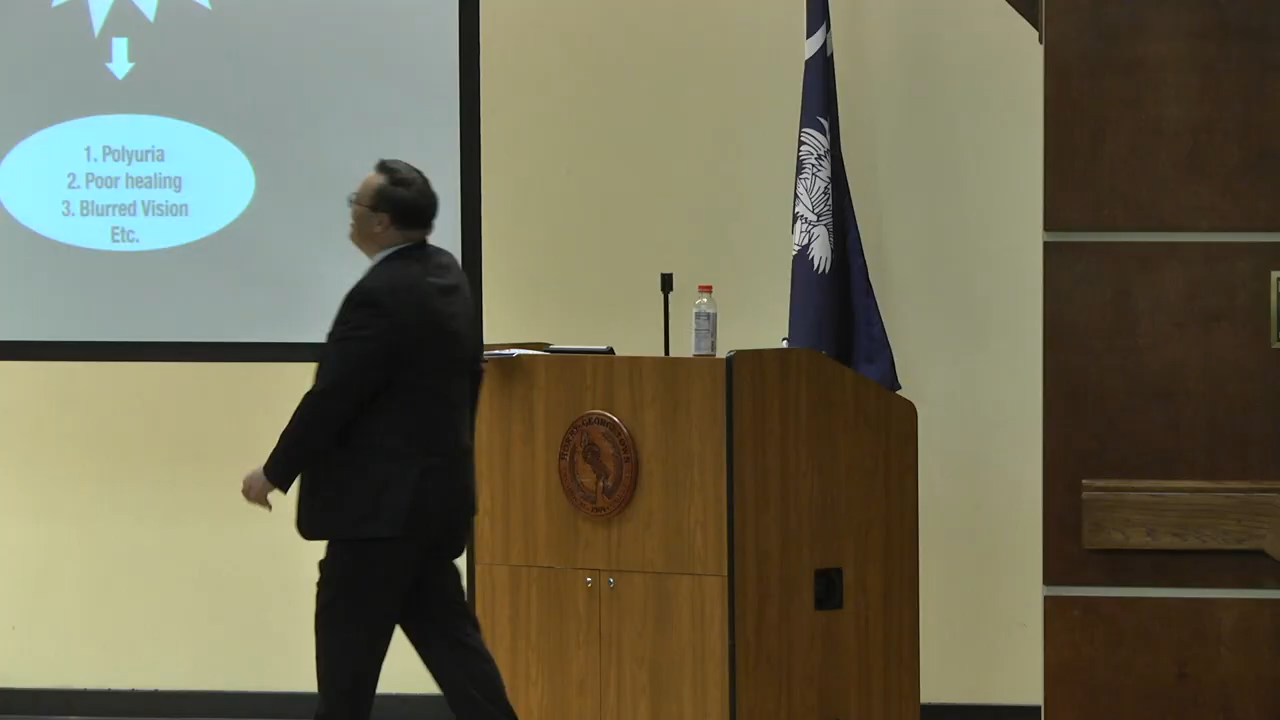 1. Polyuria
2. Poor healing
3. Blurred Vision
Etc.